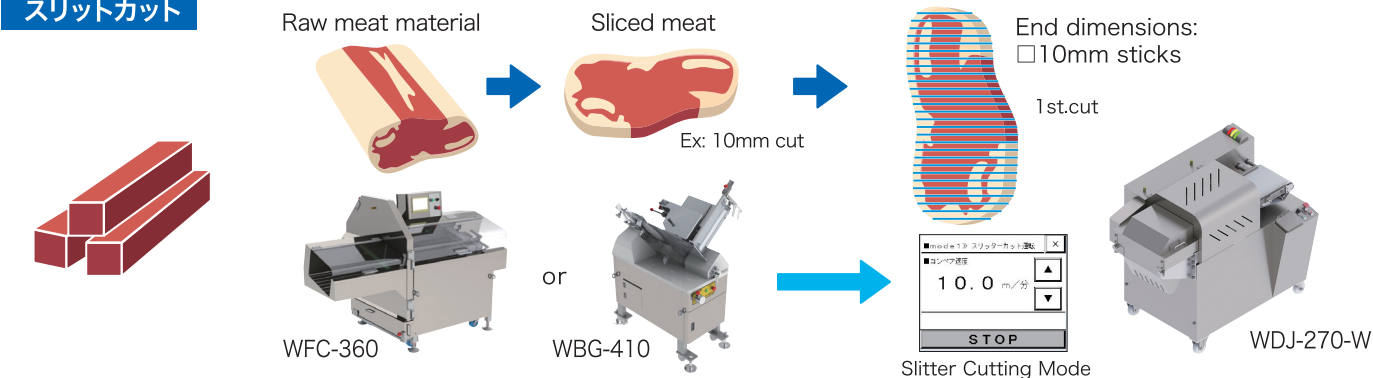 スリットカット
Raw meat material
Sliced meat
End dimensions:
□10mm sticks
1st.cut
Ex: 10mm cut
or
WFC-360
WBG-410
■mode1≫ スリッターカット運転 ×
■コンベア速度
10.0 m／分
▲
▼
STOP
Slitter Cutting Mode
WDJ-270-W